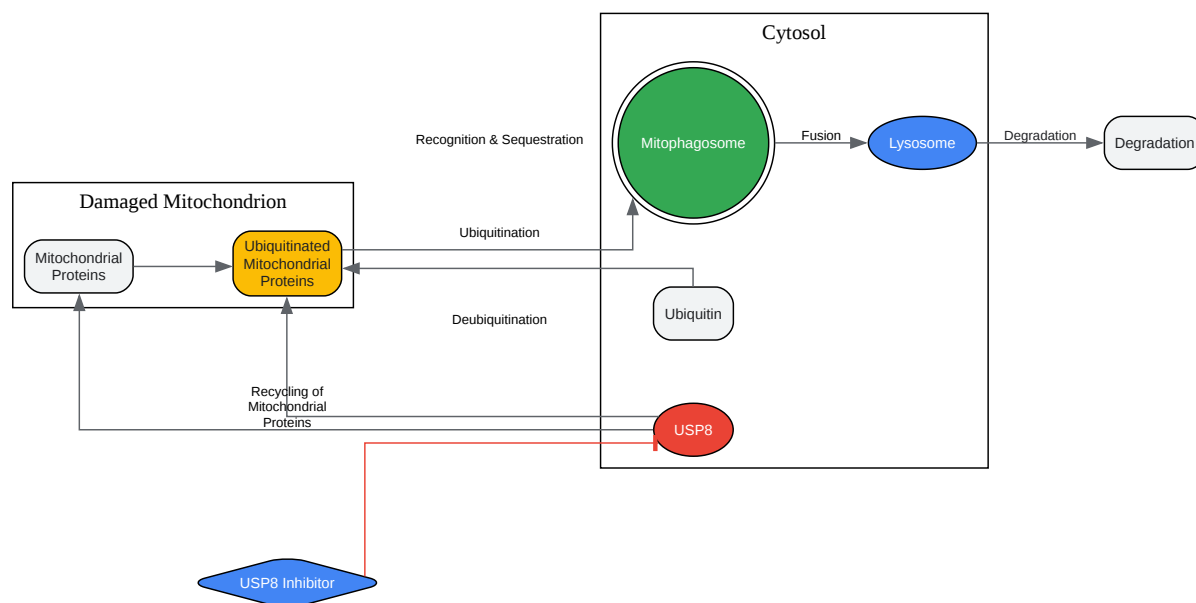 Cytosol
Recognition & Sequestration
Mitophagosome
Fusion
Lysosome
Degradation
Degradation
Damaged Mitochondrion
Mitochondrial
Proteins
Ubiquitinated
Mitochondrial
Proteins
Ubiquitination
Ubiquitin
Deubiquitination
Recycling of
Mitochondrial
Proteins
USP8
USP8 Inhibitor